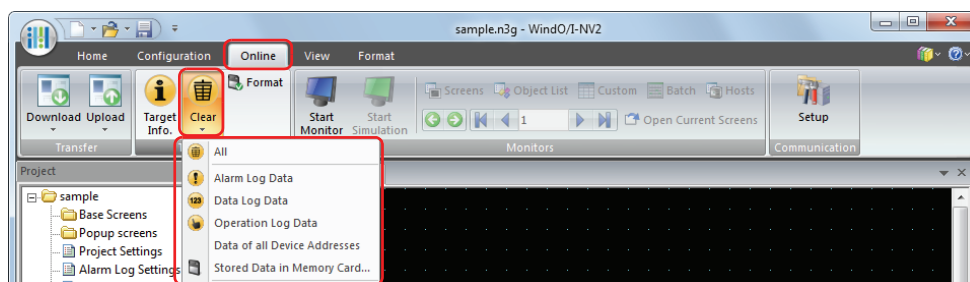 sample.n3g - WindO/I-NV2
Home Configuration Online View Format
Download Upload Target Info. Clear Format Start Monitor Start Simulation Screens Object List Custom Batch Hosts
1 Open Current Screens Setup
Transfer Monitors Communication
All
Alarm Log Data
Data Log Data
Operation Log Data
Data of all Device Addresses
Stored Data in Memory Card...
Project
sample
Base Screens
Popup screens
Project Settings
Alarm Log Settings